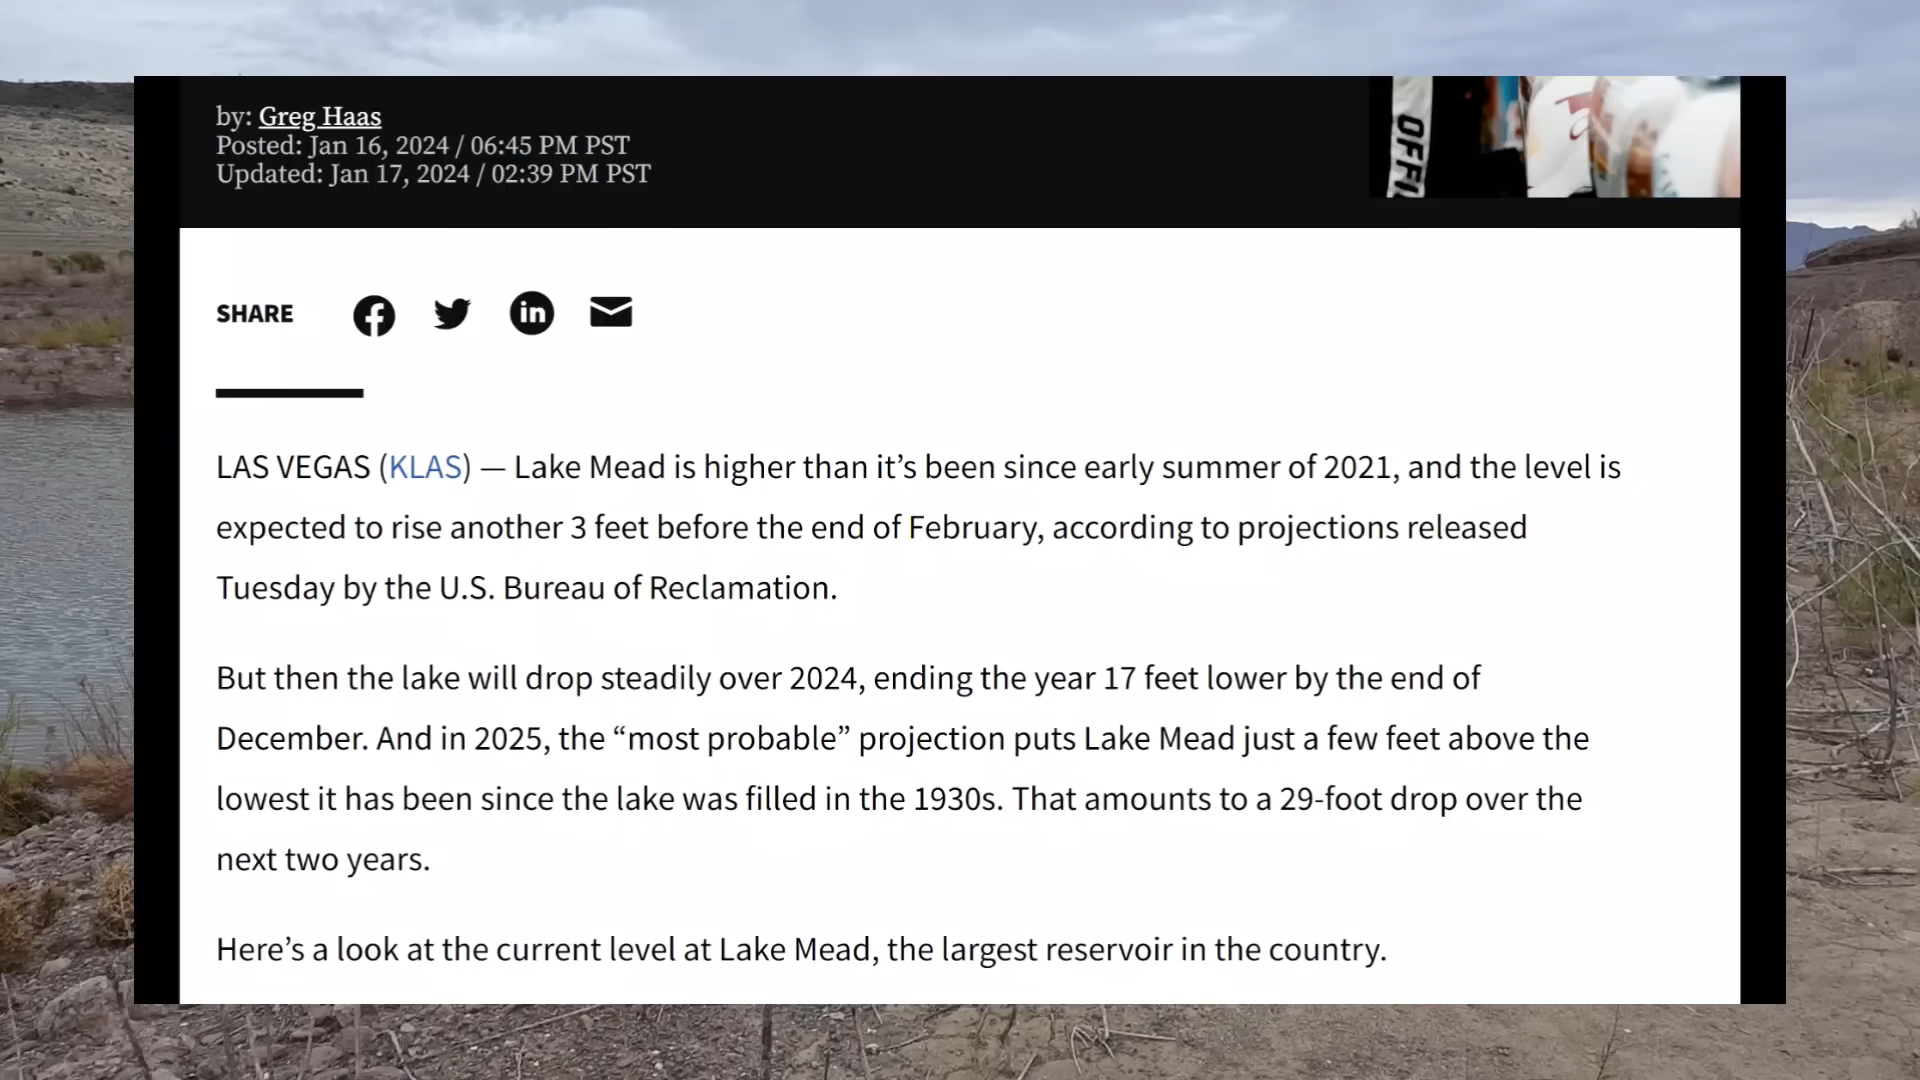 by: Greg Haas
Posted: Jan 16, 2024 / 06:45 PM PST
Updated: Jan 17, 2024 / 02:39 PM PST
OFFI
SHARE
LAS VEGAS (KLAS) — Lake Mead is higher than it’s been since early summer of 2021, and the level is
expected to rise another 3 feet before the end of February, according to projections released
Tuesday by the U.S. Bureau of Reclamation.
But then the lake will drop steadily over 2024, ending the year 17 feet lower by the end of
December. And in 2025, the “most probable” projection puts Lake Mead just a few feet above the
lowest it has been since the lake was filled in the 1930s. That amounts to a 29-foot drop over the
next two years.
Here’s a look at the current level at Lake Mead, the largest reservoir in the country.